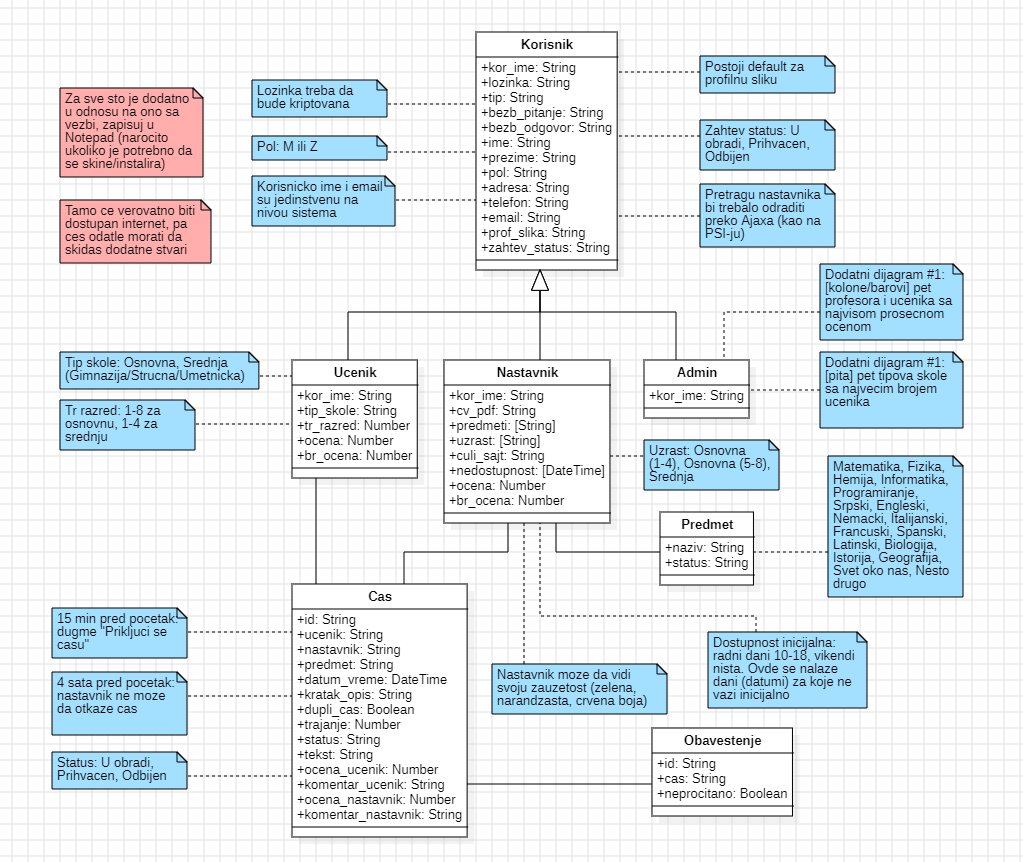 Korisnik
+kor_ime: String
+lozinka: String
+tip: String
+bezb_pitanje: String
+bezb_odgovor: String
+ime: String
+prezime: String
+pol: String
+adresa: String
+telefon: String
+email: String
+prof_slika: String
+zahtev_status: String
Za sve sto je dodatno
u odnosu na ono sa
vezbi, zapisuj u
Notepad (narocito
ukoliko je potrebno da
se skine/instalira)
Tamo ce verovatno biti
dostupan internet, pa
ces odatle morati da
skidas dodatne stvari
Lozinka treba da
bude kriptovana
Pol: M ili Z
Korisnicko ime i email
su jedinstvenu na
nivou sistema
Postoji default za
profilnu sliku
Zahtev status: U
obradi, Prihvacen,
Odbijen
Pretragu nastavnika
bi trebalo odraditi
preko Ajaxa (kao na
PSI-ju)
Dodatni dijagram #1:
[kolone/barovi] pet
profesora i ucenika sa
najvisom prosecnom
ocenom
Dodatni dijagram #1:
[pita] pet tipova skole
sa najvecim brojem
ucenika
Tip skole: Osnovna, Srednja
(Gimnazija/Strucna/Umetnicka)
Tr razred: 1-8 za
osnovnu, 1-4 za
srednju
Ucenik
+kor_ime: String
+tip_skole: String
+tr_razred: Number
+ocena: Number
+br_ocena: Number
Nastavnik
+kor_ime: String
+cv_pdf: String
+predmeti: [String]
+uzrast: [String]
+culi_sajt: String
+nedostupnost: [DateTime]
+ocena: Number
+br_ocena: Number
Admin
+kor_ime: String
Uzrast: Osnovna
(1-4), Osnovna (5-8),
Srednja
Predmet
+naziv: String
+status: String
Matematika, Fizika,
Hemija, Informatika,
Programiranje,
Srpski, Engleski,
Nemacki, Italijanski,
Francuski, Spanski,
Latinski, Biologija,
Istorija, Geografija,
Svet oko nas, Nesto
drugo
Cas
+id: String
+ucenik: String
+nastavnik: String
+predmet: String
+datum_vreme: DateTime
+kratak_opis: String
+dupli_cas: Boolean
+trajanje: Number
+status: String
+tekst: String
+ocena_ucenik: Number
+komentar_ucenik: String
+ocena_nastavnik: Number
+komentar_nastavnik: String
15 min pred pocetak:
dugme "Prikljuci se
casu"
4 sata pred pocetak:
nastavnik ne moze
da otkaze cas
Status: U obradi,
Prihvacen, Odbijen
Nastavnik moze da vidi
svoju zauzetost (zelena,
narandzasta, crvena boja)
Dostupnost inicijalna:
radni dani 10-18, vikendi
nista. Ovde se nalaze
dani (datumi) za koje ne
vazi inicijalno
Obavestenje
+id: String
+cas: String
+neprocitano: Boolean